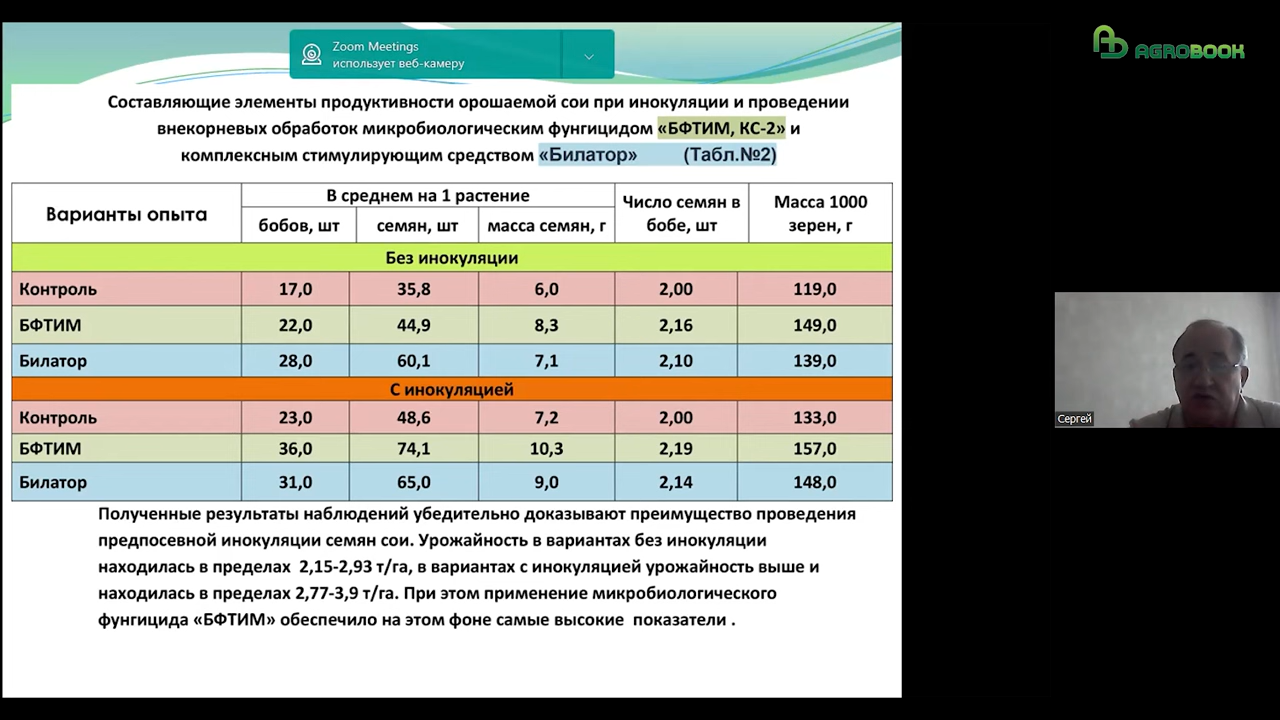 Zoom Meetings
использует веб-камеру
AGROBOOK
Составляющие элементы продуктивности орошаемой сои при инокуляции и проведении
внекорневых обработок микробиологическим фунгицидом «БФТИМ, КС-2» и
комплексным стимулирующим средством «Билатор» (Табл.№2)
Варианты опыта
В среднем на 1 растение
Число семян в бобе, шт
Масса 1000 зерен, г
бобов, шт
семян, шт
масса семян, г
Без инокуляции
Контроль 17,0 35,8 6,0 2,00 119,0
БФТИМ 22,0 44,9 8,3 2,16 149,0
Билатор 28,0 60,1 7,1 2,10 139,0
С инокуляцией
Контроль 23,0 48,6 7,2 2,00 133,0
БФТИМ 36,0 74,1 10,3 2,19 157,0
Билатор 31,0 65,0 9,0 2,14 148,0
Полученные результаты наблюдений убедительно доказывают преимущество проведения
предпосевной инокуляции семян сои. Урожайность в вариантах без инокуляции
находилась в пределах 2,15-2,93 т/га, в вариантах с инокуляцией урожайность выше и
находилась в пределах 2,77-3,9 т/га. При этом применение микробиологического
фунгицида «БФТИМ» обеспечило на этом фоне самые высокие показатели .
Сергей